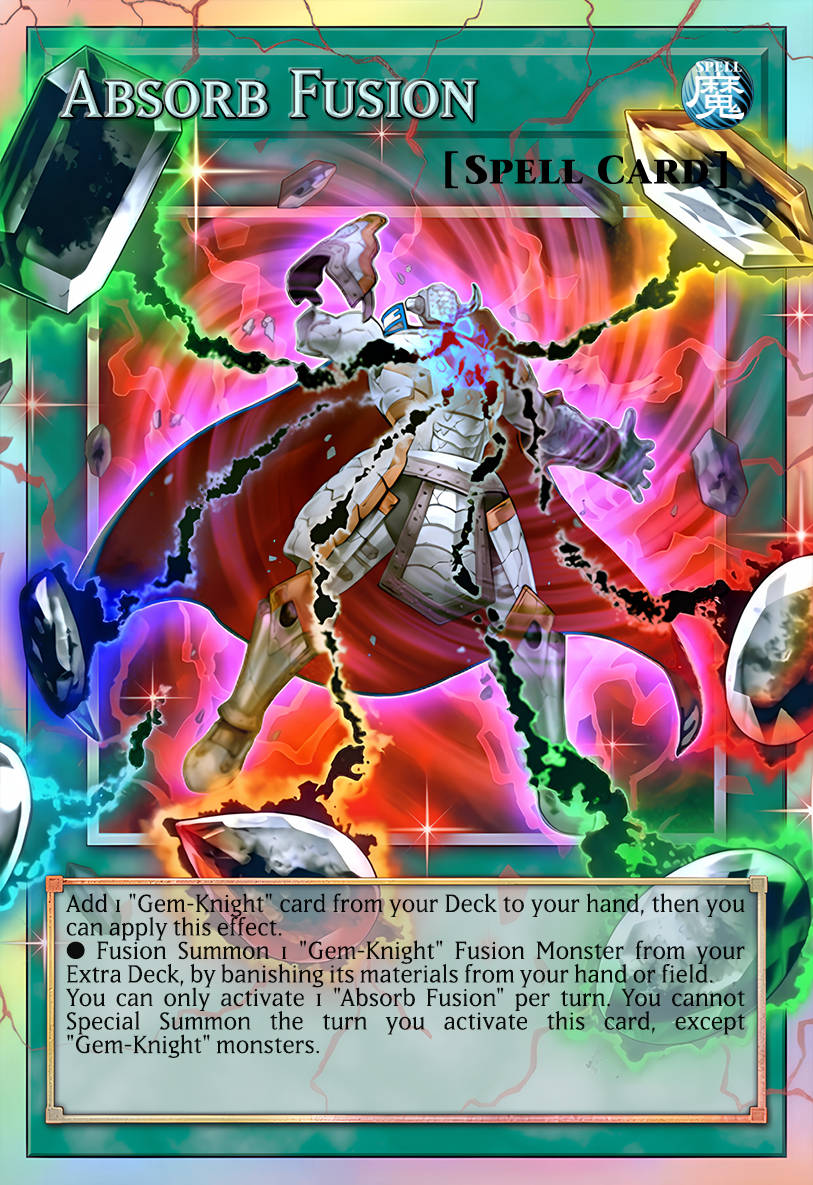 Absorb Fusion
SPELL
魔
[Spell Card]
Add 1 "Gem-Knight" card from your Deck to your hand, then you
can apply this effect.
● Fusion Summon 1 "Gem-Knight" Fusion Monster from your
Extra Deck, by banishing its materials from your hand or field.
You can only activate 1 "Absorb Fusion" per turn. You cannot
Special Summon the turn you activate this card, except
"Gem-Knight" monsters.